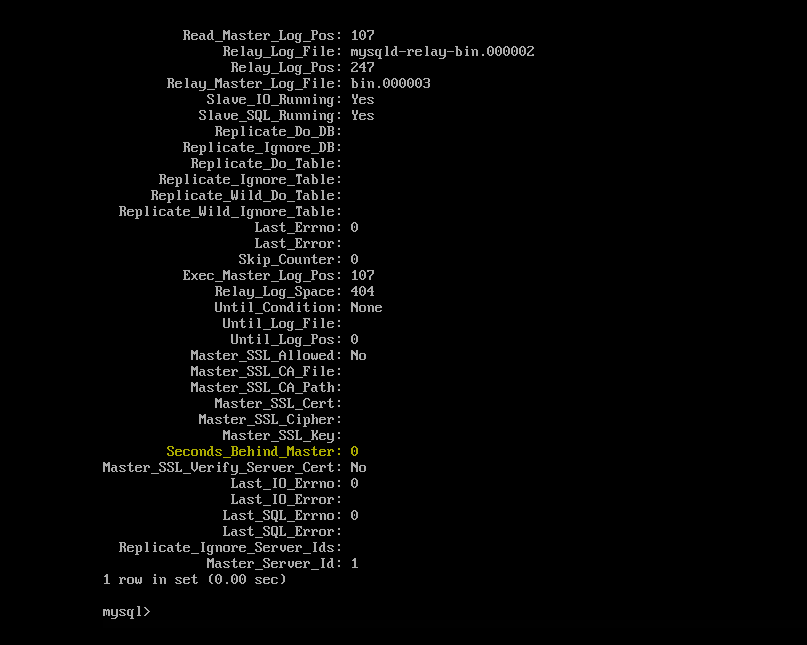 Read_Master_Log_Pos: 107
Relay_Log_File: mysqld-relay-bin.000002
Relay_Log_Pos: 247
Relay_Master_Log_File: bin.000003
Slave_IO_Running: Yes
Slave_SQL_Running: Yes
Replicate_Do_DB:
Replicate_Ignore_DB:
Replicate_Do_Table:
Replicate_Ignore_Table:
Replicate_Wild_Do_Table:
Replicate_Wild_Ignore_Table:
Last_Errno: 0
Last_Error:
Skip_Counter: 0
Exec_Master_Log_Pos: 107
Relay_Log_Space: 404
Until_Condition: None
Until_Log_File:
Until_Log_Pos: 0
Master_SSL_Allowed: No
Master_SSL_CA_File:
Master_SSL_CA_Path:
Master_SSL_Cert:
Master_SSL_Cipher:
Master_SSL_Key:
Seconds_Behind_Master: 0
Master_SSL_Verify_Server_Cert: No
Last_IO_Errno: 0
Last_IO_Error:
Last_SQL_Errno: 0
Last_SQL_Error:
Replicate_Ignore_Server_Ids:
Master_Server_Id: 1
1 row in set (0.00 sec)
mysql>